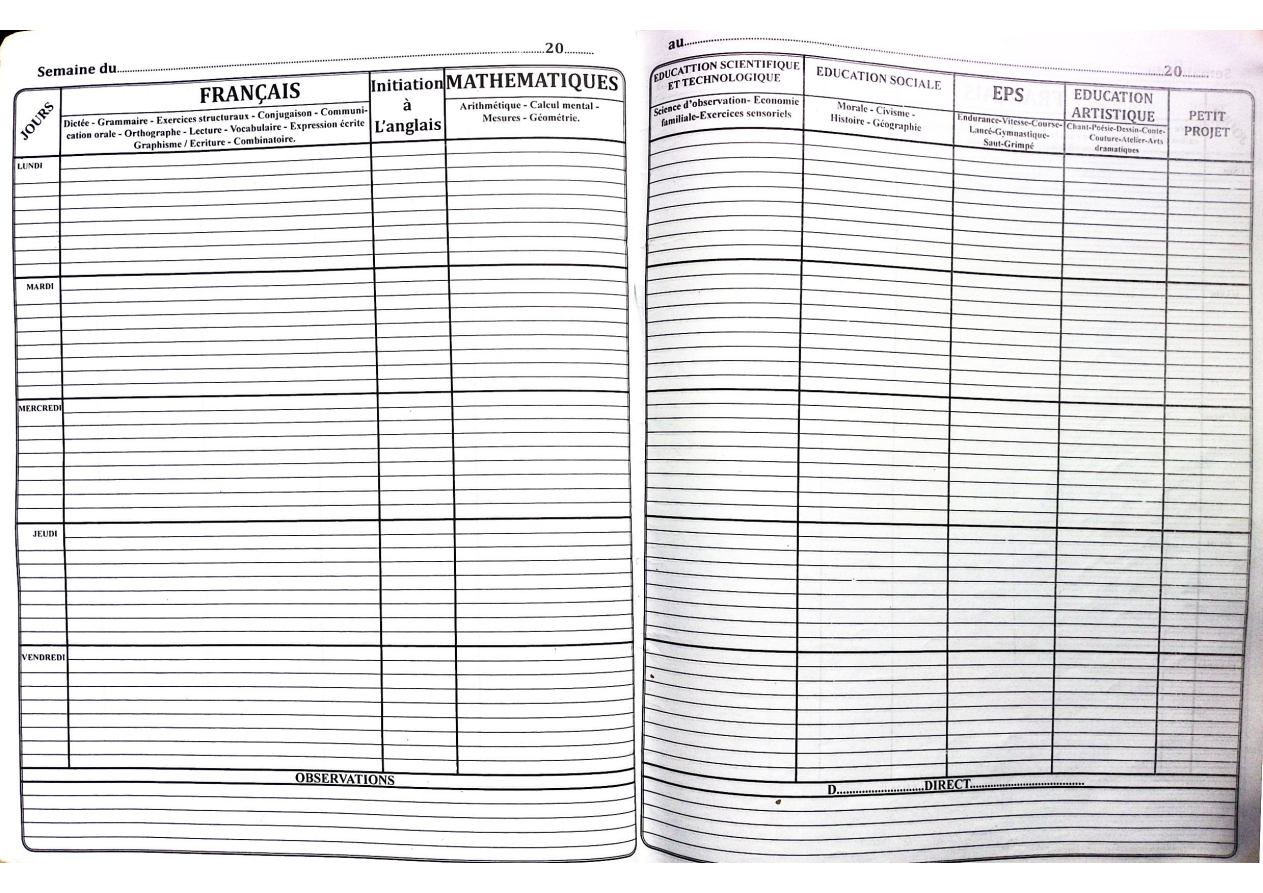 Semaine du..........20..........
JOURS
FRANÇAIS
Dictée - Grammaire - Exercices structuraux - Conjugaison - Communi-
cation orale - Orthographe - Lecture - Vocabulaire - Expression écrite
Graphisme / Ecriture - Combinatoire.
Initiation
à
L'anglais
MATHEMATIQUES
Arithmétique - Calcul mental -
Mesures - Géométrie.
LUNDI
MARDI
MERCREDI
JEUDI
VENDREDI
OBSERVATIONS
au..........20..........
EDUCATTION SCIENTIFIQUE
ET TECHNOLOGIQUE
Science d'observation- Economie
familiale-Exercices sensoriels
EDUCATION SOCIALE
Morale - Civisme -
Histoire - Géographie
EPS
Endurance-Vitesse-Course-
Lancé-Gymnastique-
Saut-Grimpé
EDUCATION
ARTISTIQUE
Chant-Poésie-Dessin-Conte-
Couture-Atelier-Arts
dramatiques
PETIT
PROJET
D..........DIRECT..........